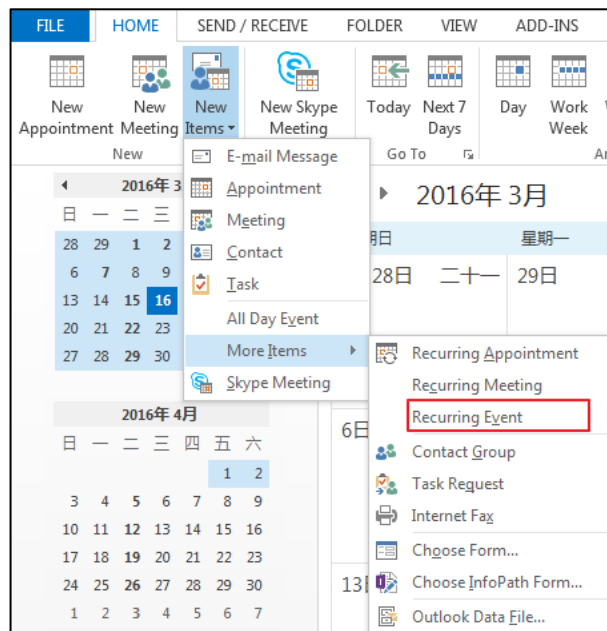 FILE HOME SEND / RECEIVE FOLDER VIEW ADD-INS
New Appointment
New Meeting
New Items
New Skype Meeting
Today
Next 7 Days
Day
Work Week
New
Go To
2016年 3
日 一 二 三
28 29 1 2
6 7 8 9
13 14 15 16
20 21 22 23
27 28 29 30
2016年 4月
日 一 二 三 四 五 六
1 2
3 4 5 6 7 8 9
10 11 12 13 14 15 16
17 18 19 20 21 22 23
24 25 26 27 28 29 30
1 2 3 4 5 6 7
E-mail Message
Appointment
Meeting
Contact
Task
All Day Event
More Items
Skype Meeting
2016年 3月
期日 星期一
28日 二十一 29日
6日
13
Recurring Appointment
Recurring Meeting
Recurring Event
Contact Group
Task Request
Internet Fax
Choose Form...
Choose InfoPath Form...
Outlook Data File...